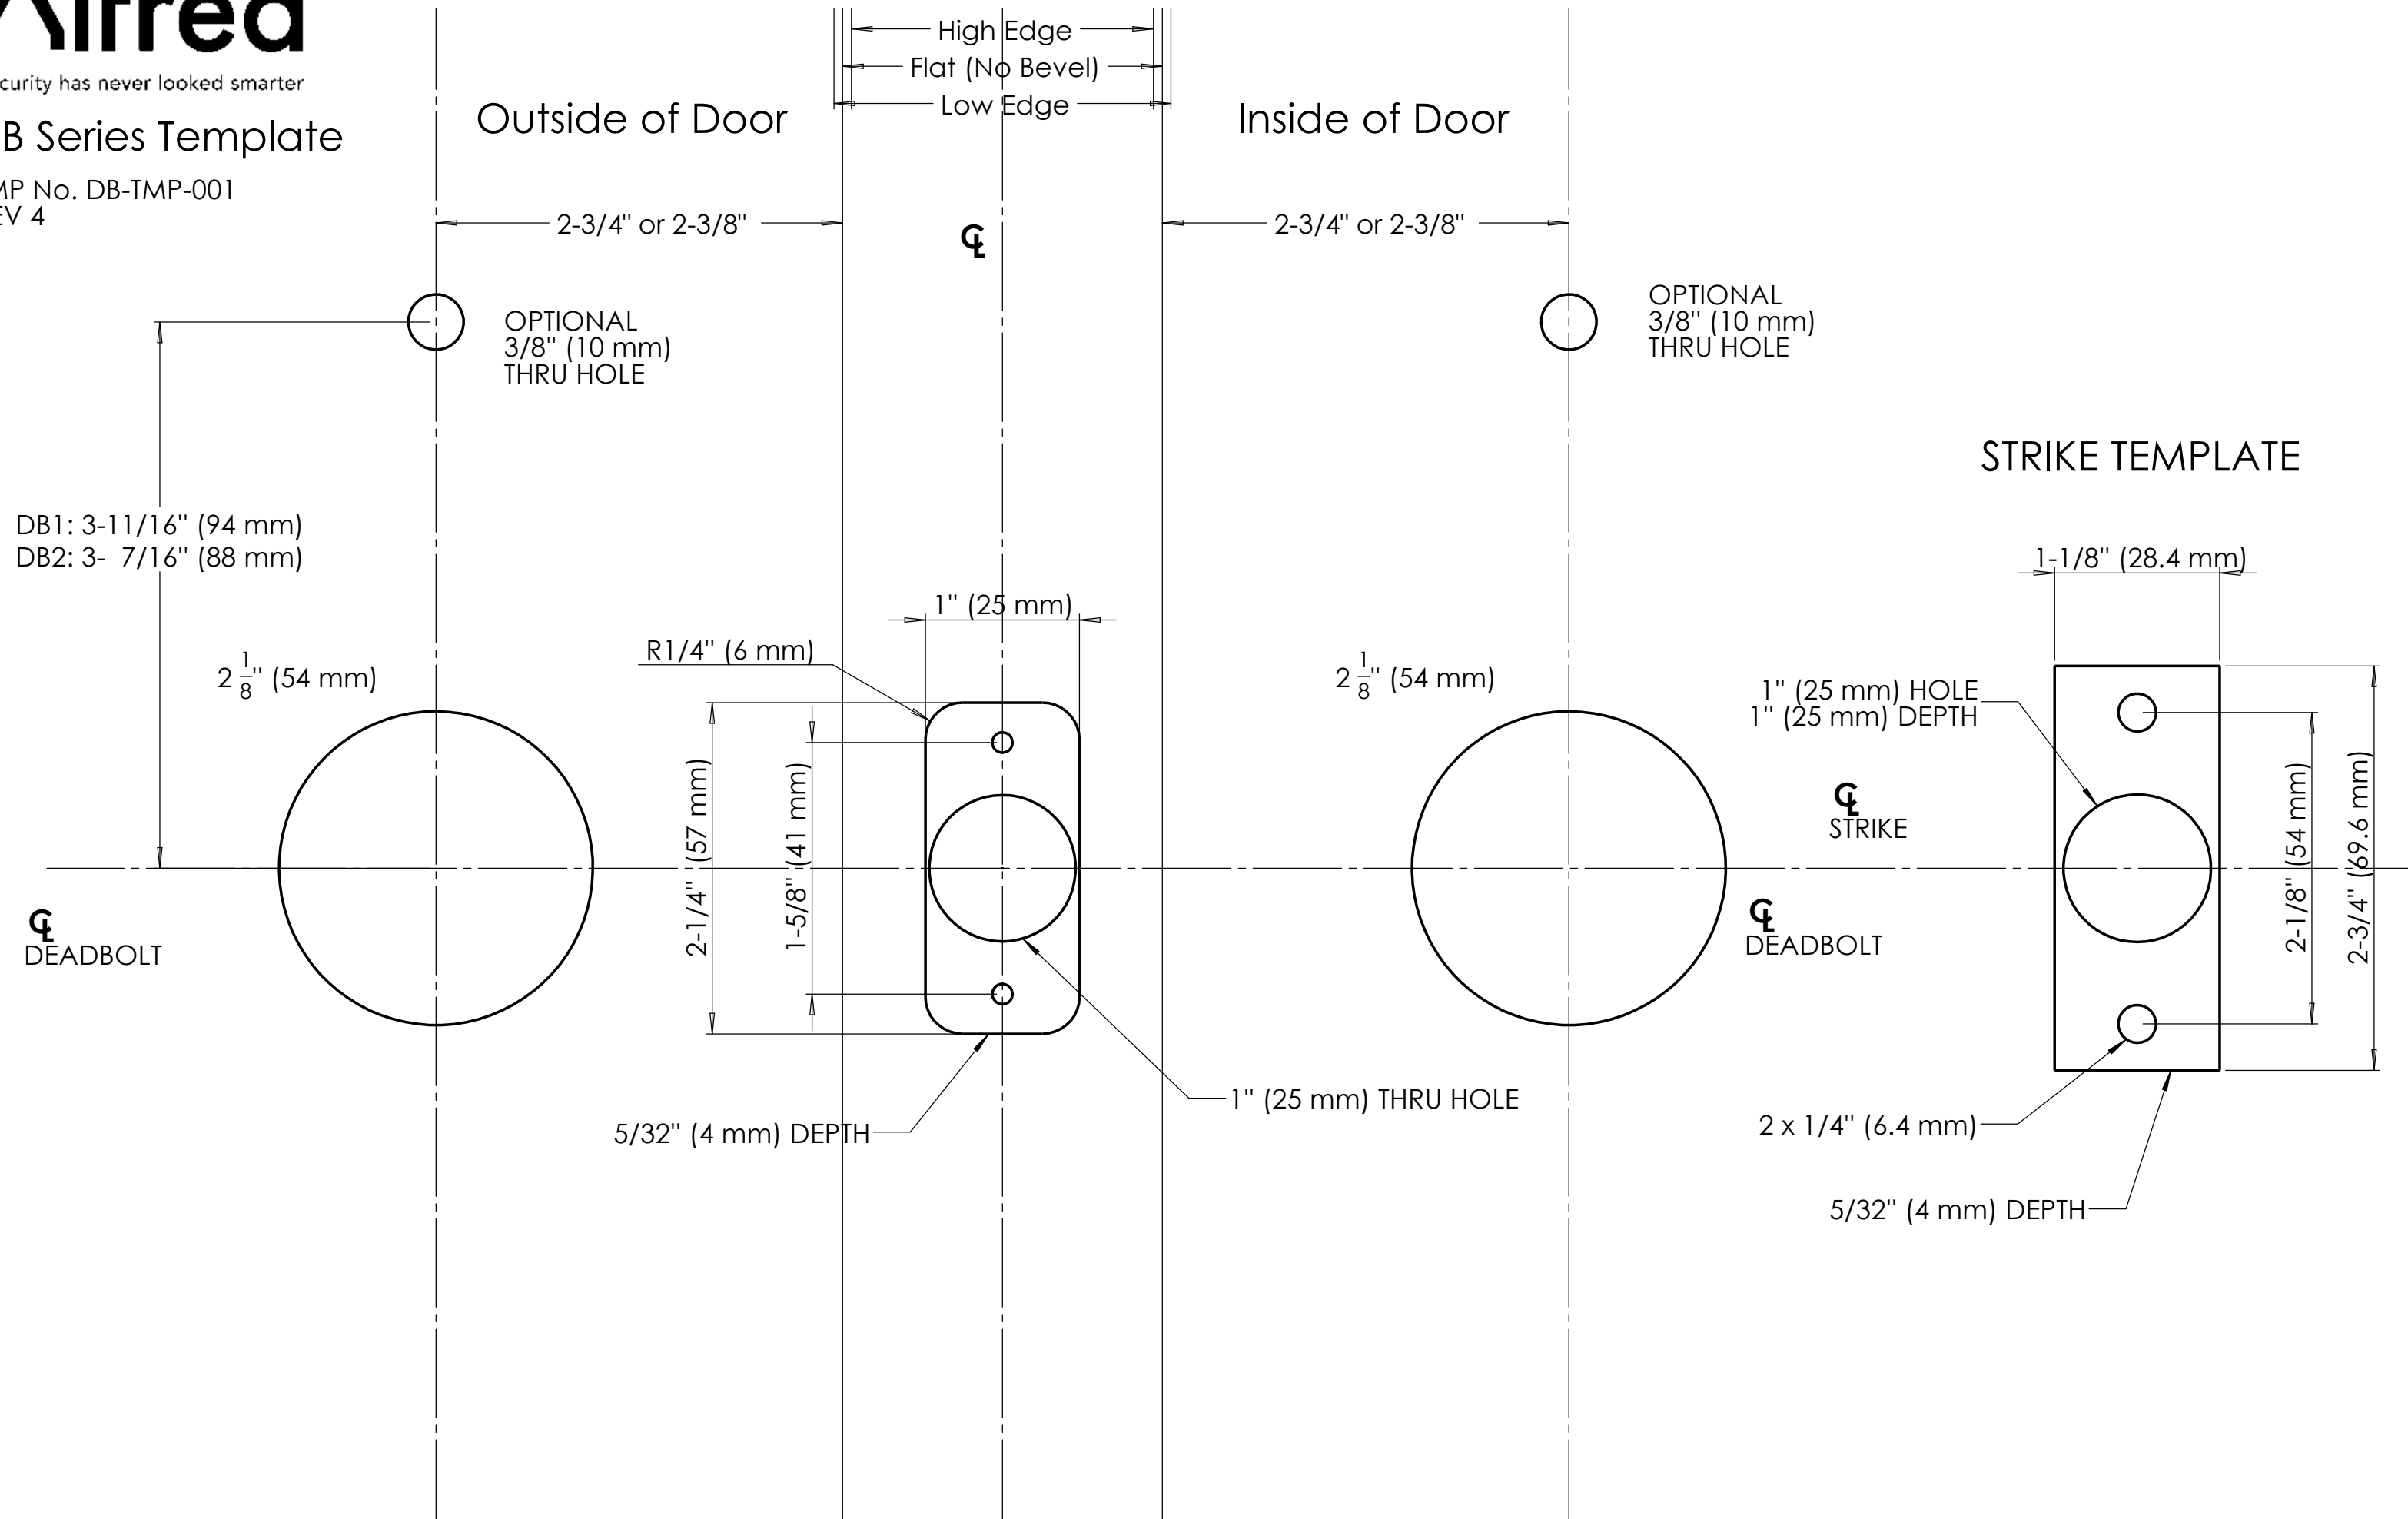 Alfred
curity has never looked smarter
B Series Template
MP No. DB-TMP-001
EV 4
High Edge
Flat (No Bevel)
Low Edge
Outside of Door
Inside of Door
2-3/4" or 2-3/8"
℄
2-3/4" or 2-3/8"
OPTIONAL
3/8" (10 mm)
THRU HOLE
OPTIONAL
3/8" (10 mm)
THRU HOLE
STRIKE TEMPLATE
DB1: 3-11/16" (94 mm)
DB2: 3- 7/16" (88 mm)
1-1/8" (28.4 mm)
1" (25 mm)
R1/4" (6 mm)
2 1/8" (54 mm)
2 1/8" (54 mm)
1" (25 mm) HOLE
1" (25 mm) DEPTH
2-1/4" (57 mm)
1-5/8" (41 mm)
℄
STRIKE
2-1/8" (54 mm)
2-3/4" (69.6 mm)
℄
DEADBOLT
℄
DEADBOLT
1" (25 mm) THRU HOLE
5/32" (4 mm) DEPTH
2 x 1/4" (6.4 mm)
5/32" (4 mm) DEPTH